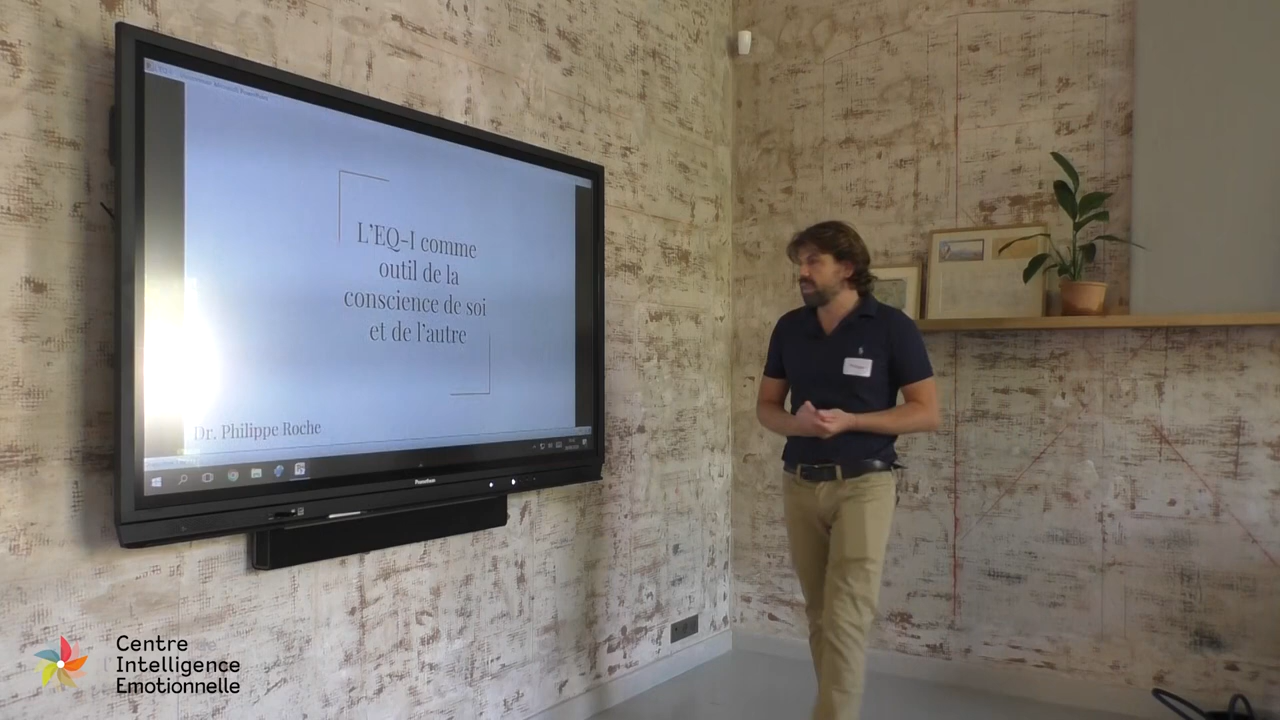 L'EQ-I comme
outil de la
conscience de soi
et de l'autre
Dr. Philippe Roche
Centre
Intelligence
Emotionnelle